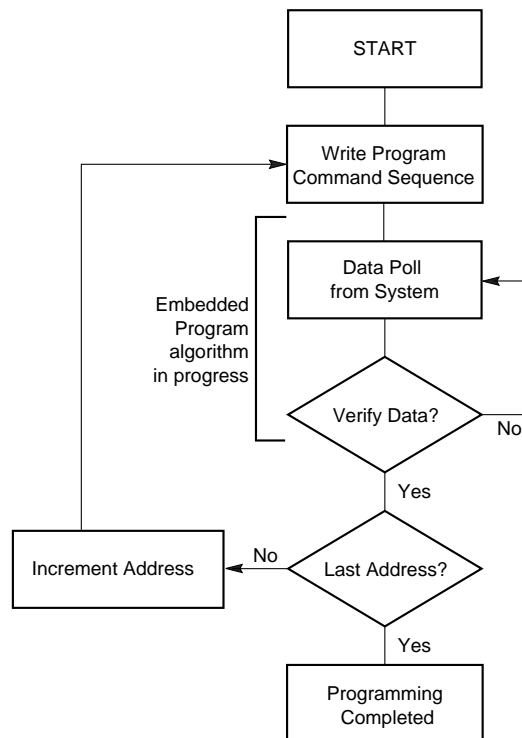 START
Write Program
Command Sequence
Data Poll
from System
Embedded
Program
algorithm
in progress
Verify Data?
No
Yes
No
Increment Address
Last Address?
Yes
Programming
Completed